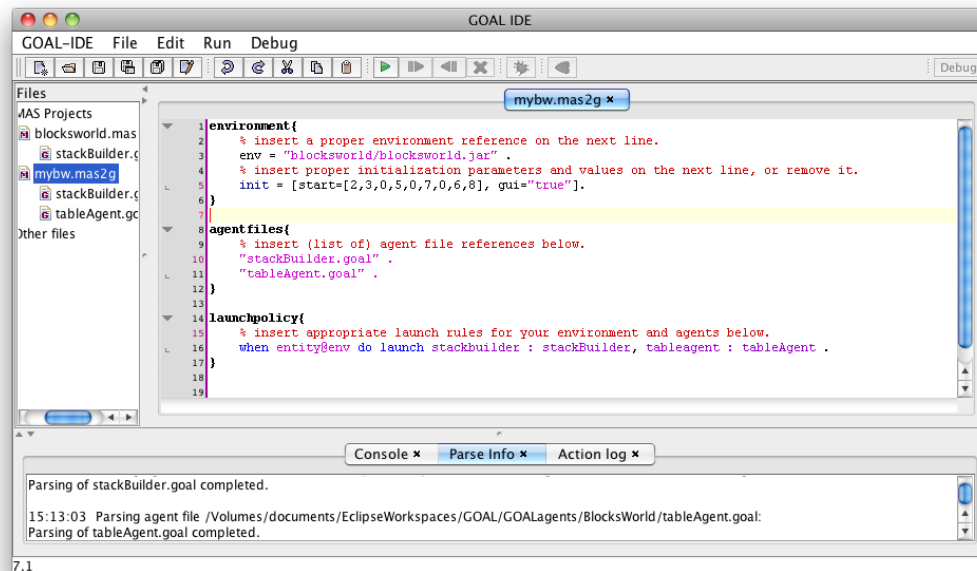 GOAL IDE
GOAL-IDE File Edit Run Debug
Debug
Files
MAS Projects
blocksworld.mas
stackBuilder.g
mybw.mas2g
stackBuilder.g
tableAgent.gc
Other files
mybw.mas2g ×
1 environment{
2 % insert a proper environment reference on the next line.
3 env = "blocksworld/blocksworld.jar" .
4 % insert proper initialization parameters and values on the next line, or remove it.
5 init = [start=[2,3,0,5,0,7,0,6,8], gui="true"].
6 }
7
8 agentfiles{
9 % insert (list of) agent file references below.
10 "stackBuilder.goal" .
11 "tableAgent.goal" .
12 }
13
14 launchpolicy{
15 % insert appropriate launch rules for your environment and agents below.
16 when entity@env do launch stackbuilder : stackBuilder, tableagent : tableAgent .
17 }
18
19
Console × Parse Info × Action log ×
Parsing of stackBuilder.goal completed.
15:13:03 Parsing agent file /Volumes/documents/EclipseWorkspaces/GOAL/GOALagents/BlocksWorld/tableAgent.goal:
Parsing of tableAgent.goal completed.
7.1